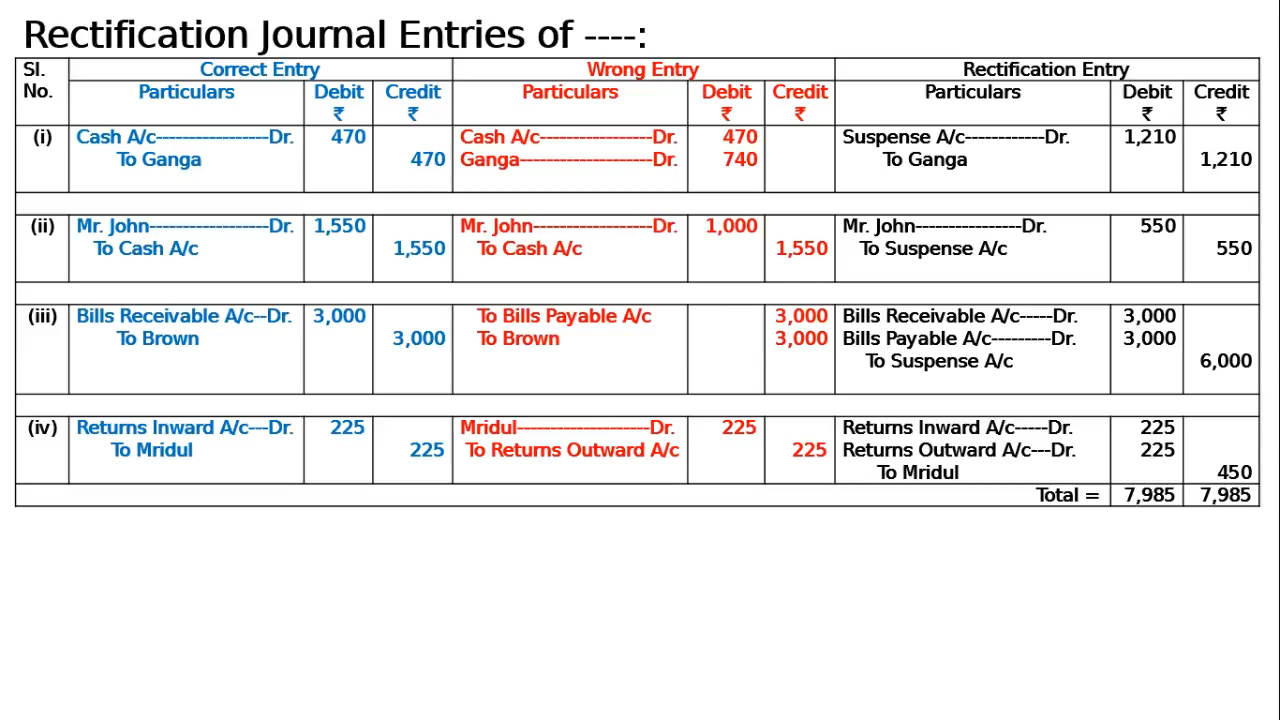 Rectification Journal Entries of ----:
Sl. Correct Entry Wrong Entry Rectification Entry
No. Particulars Debit Credit Particulars Debit Credit Particulars Debit Credit
₹ ₹ ₹ ₹ ₹ ₹
(i) Cash A/c-----------------Dr. 470 Cash A/c-----------------Dr. 470 Suspense A/c------------Dr. 1,210
To Ganga 470 Ganga--------------------Dr. 740 To Ganga 1,210
(ii) Mr. John------------------Dr. 1,550 Mr. John------------------Dr. 1,000 Mr. John----------------Dr. 550
To Cash A/c 1,550 To Cash A/c 1,550 To Suspense A/c 550
(iii) Bills Receivable A/c--Dr. 3,000 To Bills Payable A/c 3,000 Bills Receivable A/c-----Dr. 3,000
To Brown 3,000 To Brown 3,000 Bills Payable A/c---------Dr. 3,000
To Suspense A/c 6,000
(iv) Returns Inward A/c---Dr. 225 Mridul--------------------Dr. 225 Returns Inward A/c-----Dr. 225
To Mridul 225 To Returns Outward A/c 225 Returns Outward A/c---Dr. 225
To Mridul 450
Total = 7,985 7,985